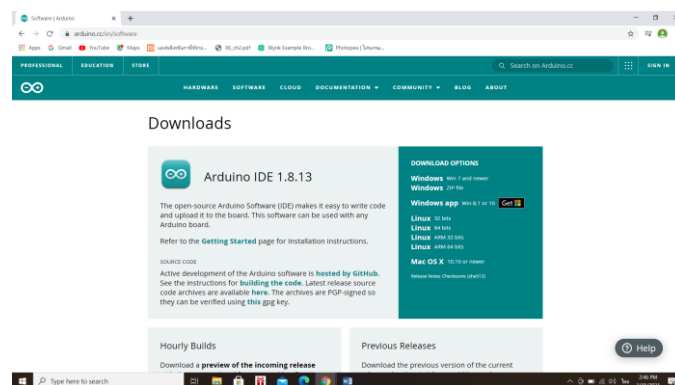 Software | Arduino
arduino.cc/en/software
Apps Gmail YouTube Maps 06_ch2.pdf Blynk Example Bro...
PROFESSIONAL EDUCATION STORE Search on Arduino.cc SIGN IN
HARDWARE SOFTWARE CLOUD DOCUMENTATION COMMUNITY BLOG ABOUT
Downloads
Arduino IDE 1.8.13
The open-source Arduino Software (IDE) makes it easy to write code
and upload it to the board. This software can be used with any
Arduino board.
Refer to the Getting Started page for Installation instructions.
SOURCE CODE
Active development of the Arduino software is hosted by GitHub.
See the instructions for building the code. Latest release source
code archives are available here. The archives are PGP-signed so
they can be verified using this gpg key.
DOWNLOAD OPTIONS
Windows Win 7 and newer
Windows ZIP file
Windows app Win 8.1 or 10 Get
Linux 32 bits
Linux 64 bits
Linux ARM 32 bits
Linux ARM 64 bits
Mac OS X 10.10 or newer
Release Notes Checksums (sha512)
Hourly Builds
Download a preview of the incoming release
Previous Releases
Download the previous version of the current
Help
Type here to search
2:46 PM